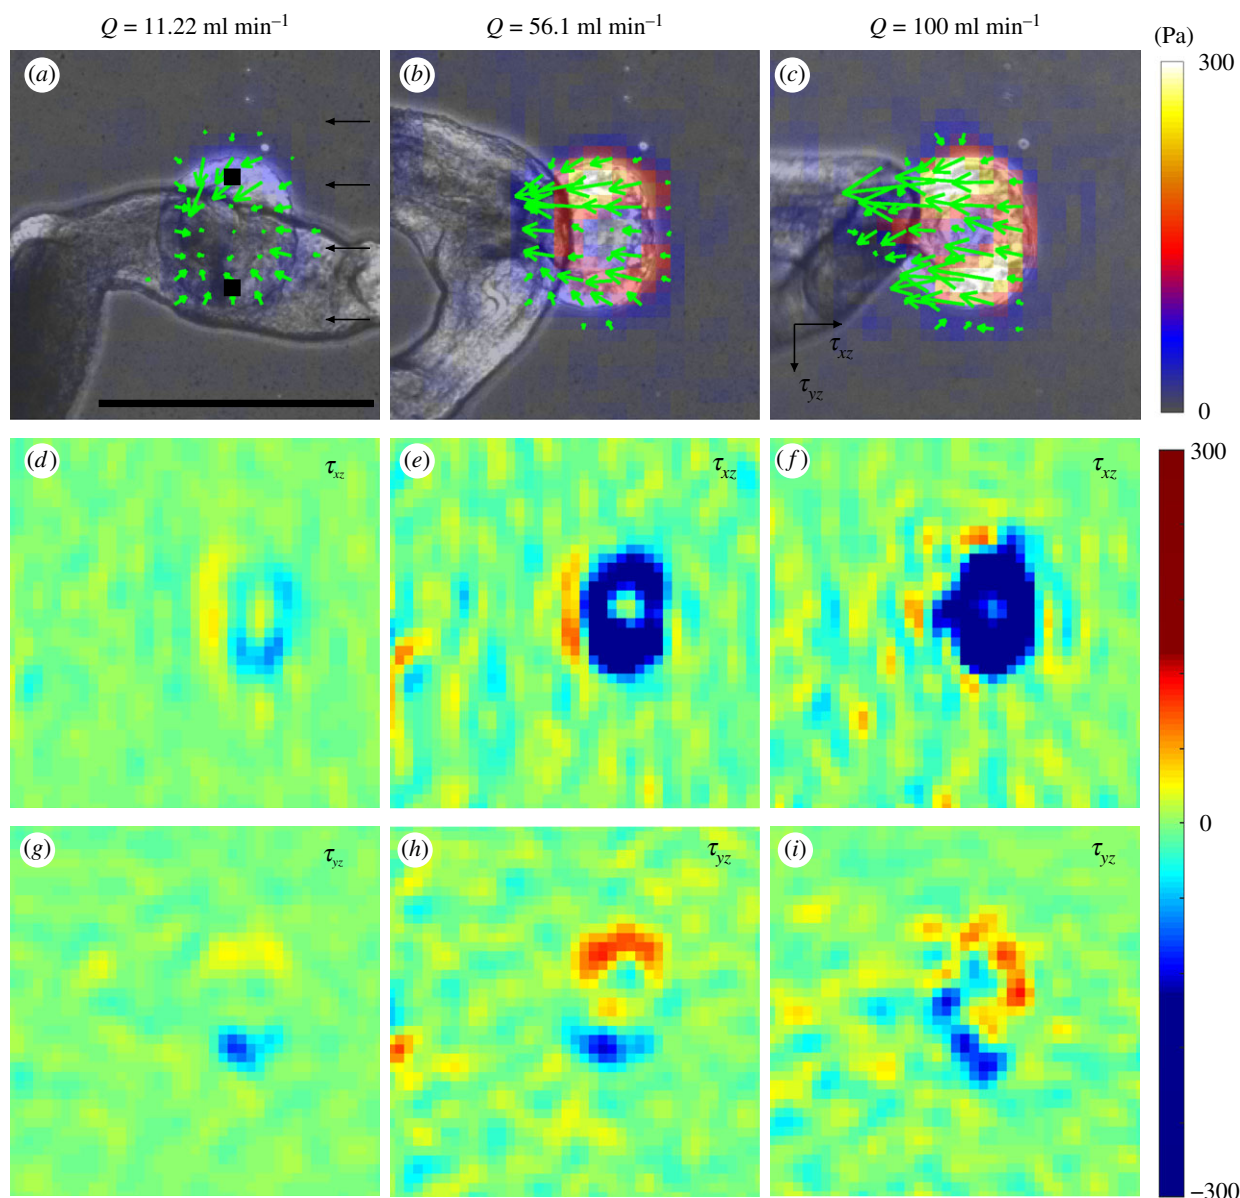 Q = 11.22 ml min⁻¹
Q = 56.1 ml min⁻¹
Q = 100 ml min⁻¹
(Pa)
(a)
(b)
(c)
300
τxz
τyz
0
(d)
τxz
(e)
τxz
(f)
τxz
300
(g)
τyz
(h)
τyz
(i)
τyz
0
−300